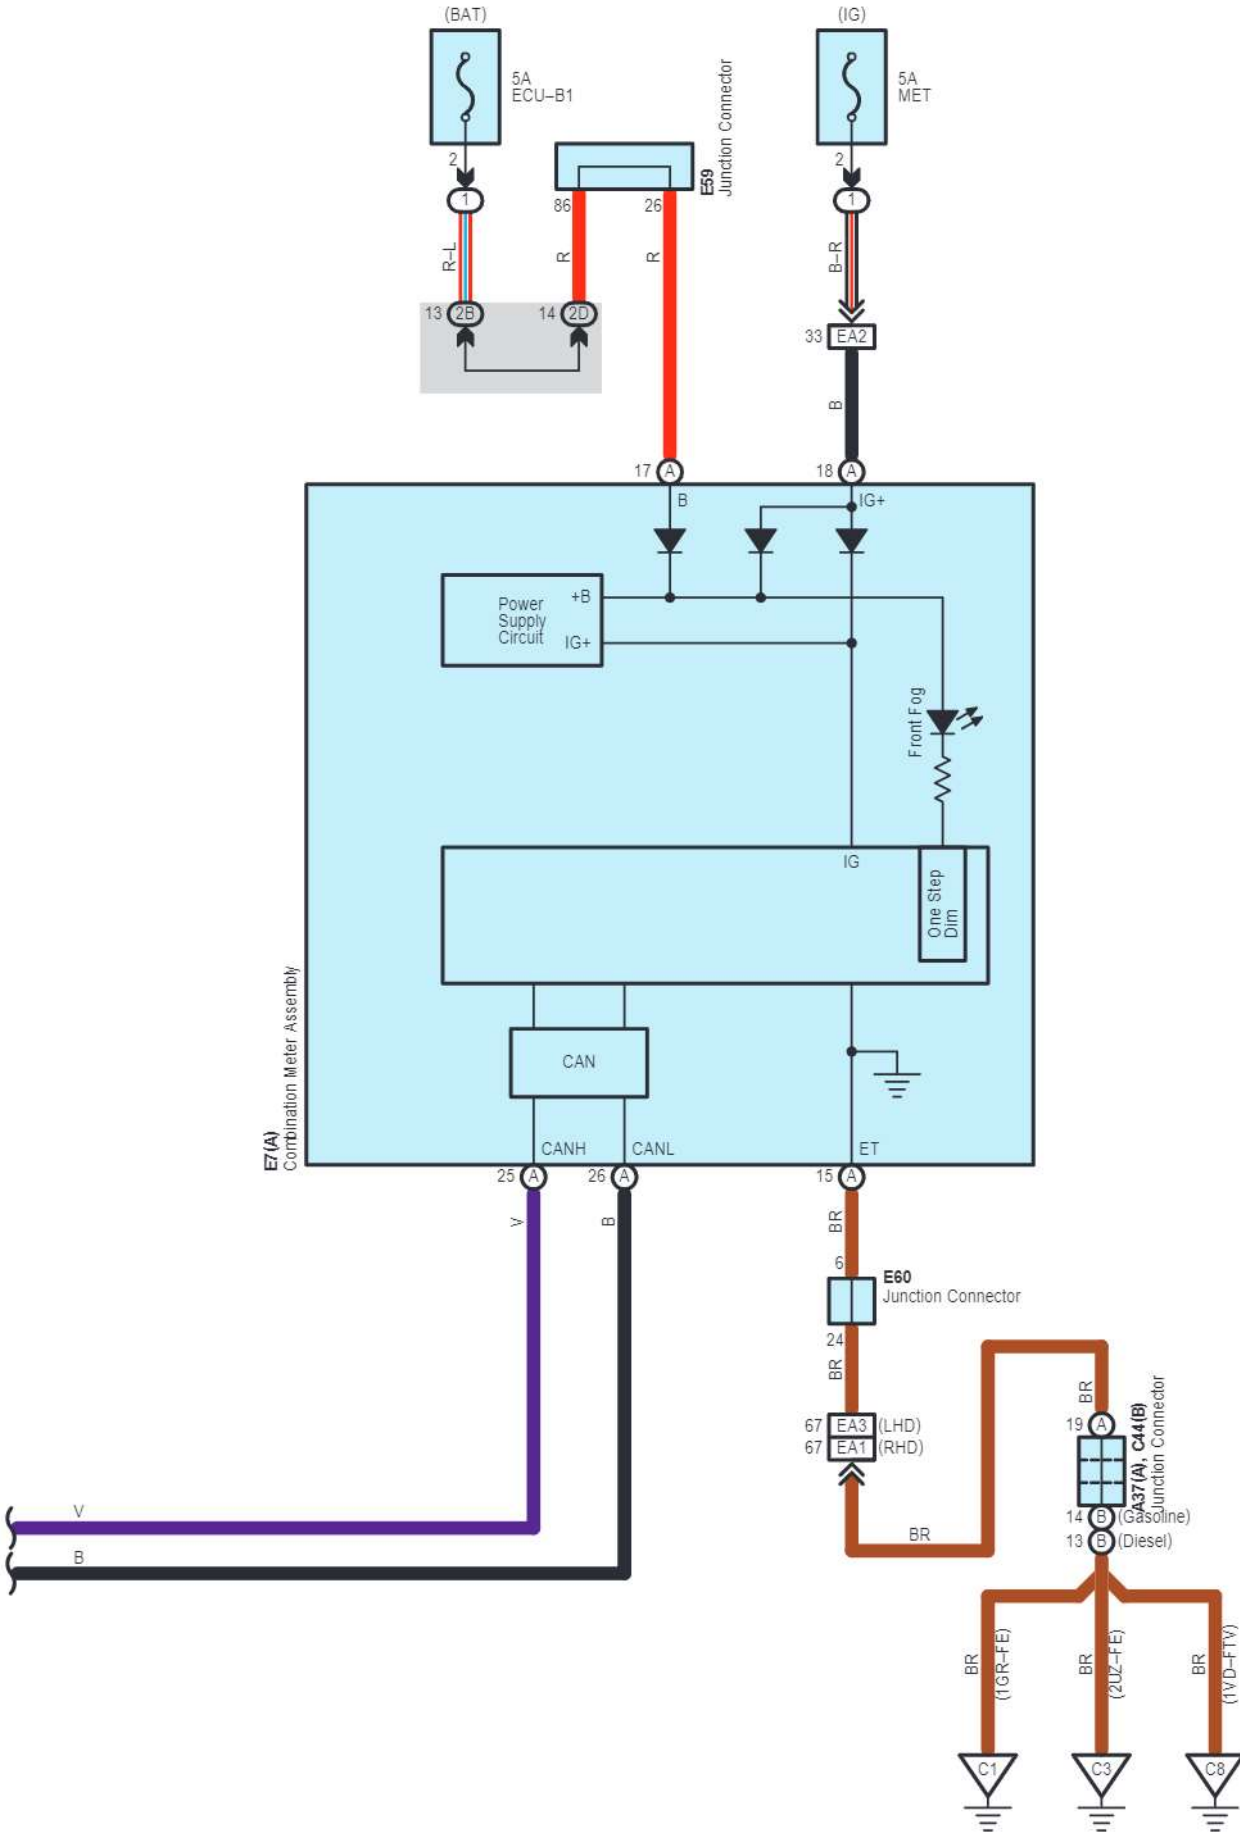 (BAT)
(IG)
5A
ECU–B1
5A
MET
E59
Junction Connector
2
2
1
1
86
26
R–L
R
R
B–R
13
2B
14
2D
33
EA2
B
17
A
18
A
B
IG+
Power
Supply
Circuit
+B
IG+
Front Fog
IG
One Step
Dim
CAN
E7(A)
Combination Meter Assembly
CANH
CANL
ET
25
A
26
A
15
A
V
B
BR
6
E60
Junction Connector
24
BR
67
EA3
(LHD)
67
EA1
(RHD)
BR
19
A
A37(A), C44(B)
Junction Connector
14
B
(Gasoline)
13
B
(Diesel)
V
BR
B
BR
(1GR–FE)
BR
(2UZ–FE)
BR
(1VD–FTV)
C1
C3
C8